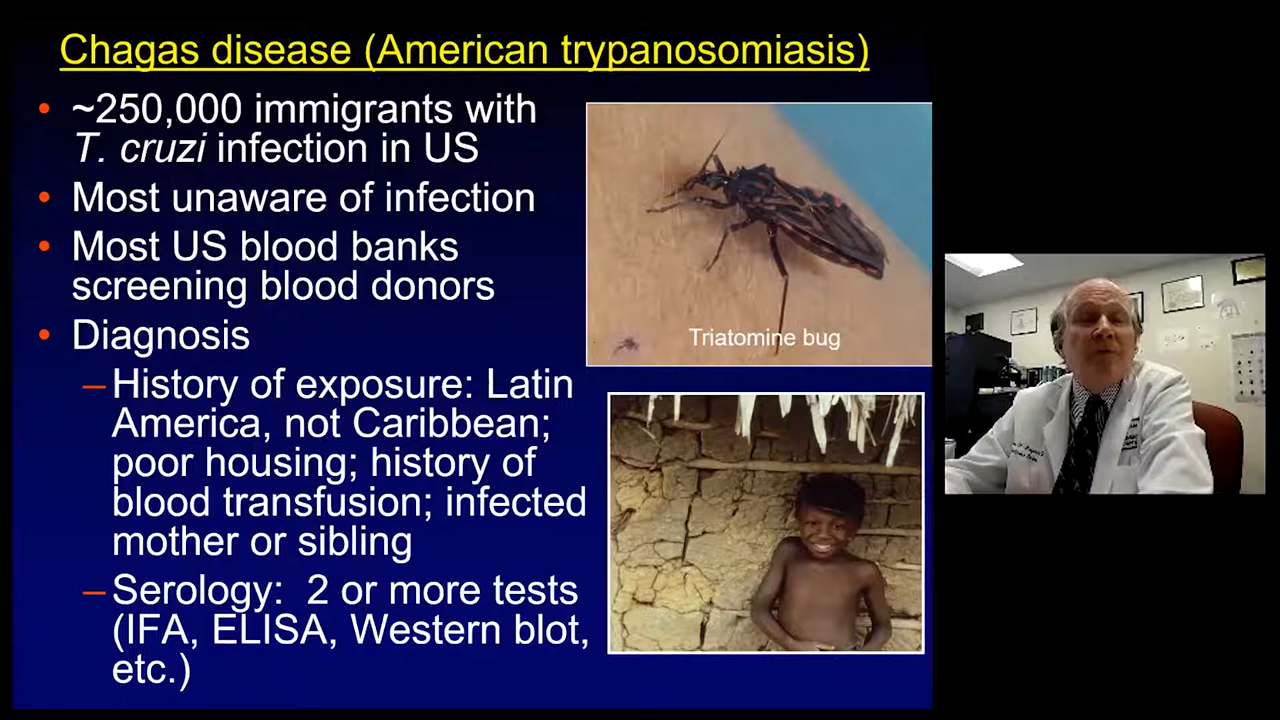 Chagas disease (American trypanosomiasis)
• ~250,000 immigrants with
T. cruzi infection in US
• Most unaware of infection
• Most US blood banks
screening blood donors
• Diagnosis
– History of exposure: Latin
America, not Caribbean;
poor housing; history of
blood transfusion; infected
mother or sibling
– Serology: 2 or more tests
(IFA, ELISA, Western blot,
etc.)
Triatomine bug